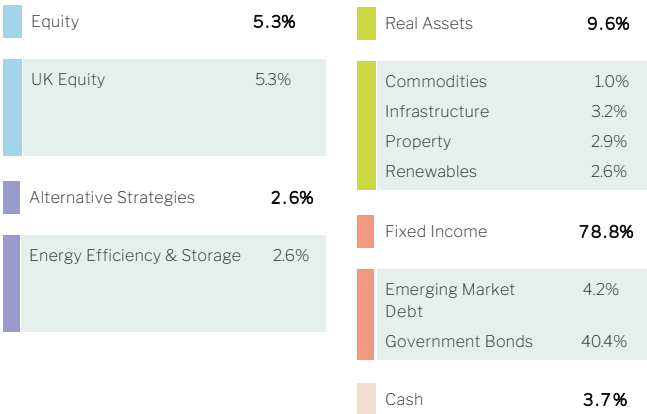 Equity 5.3%
UK Equity 5.3%
Alternative Strategies 2.6%
Energy Efficiency & Storage 2.6%
Real Assets 9.6%
Commodities 1.0%
Infrastructure 3.2%
Property 2.9%
Renewables 2.6%
Fixed Income 78.8%
Emerging Market 4.2%
Debt
Government Bonds 40.4%
Cash 3.7%